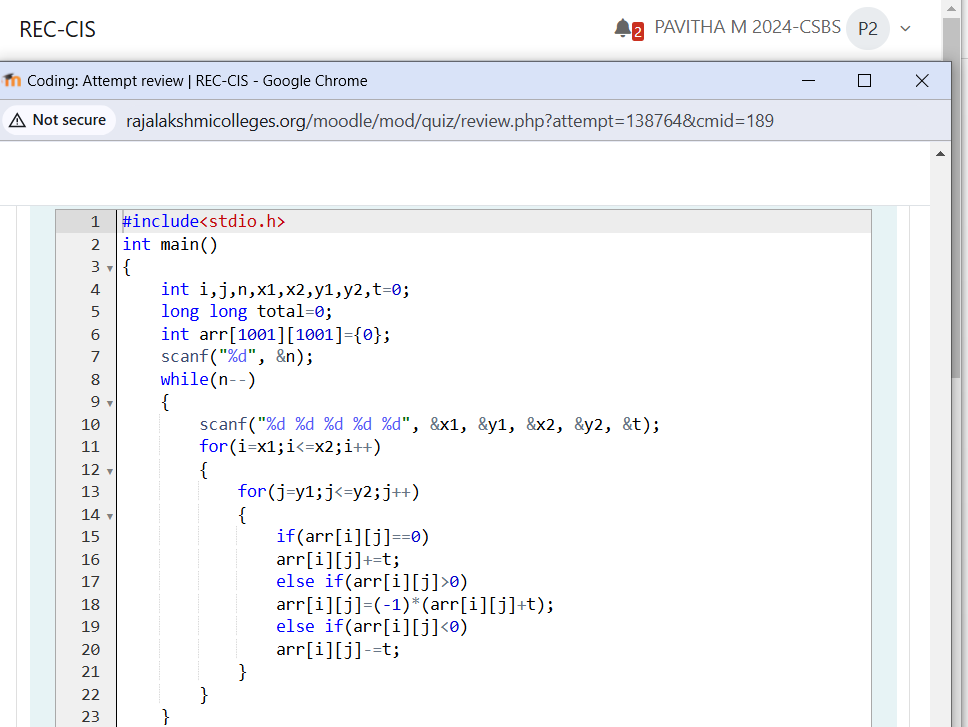 REC-CIS
2 PAVITHA M 2024-CSBS P2
Coding: Attempt review | REC-CIS - Google Chrome
Not secure rajalakshmicolleges.org/moodle/mod/quiz/review.php?attempt=138764&cmid=189
1 #include<stdio.h>
2 int main()
3 {
4 int i,j,n,x1,x2,y1,y2,t=0;
5 long long total=0;
6 int arr[1001][1001]={0};
7 scanf("%d", &n);
8 while(n--)
9 {
10 scanf("%d %d %d %d %d", &x1, &y1, &x2, &y2, &t);
11 for(i=x1;i<=x2;i++)
12 {
13 for(j=y1;j<=y2;j++)
14 {
15 if(arr[i][j]==0)
16 arr[i][j]+=t;
17 else if(arr[i][j]>0)
18 arr[i][j]=(-1)*(arr[i][j]+t);
19 else if(arr[i][j]<0)
20 arr[i][j]-=t;
21 }
22 }
23 }